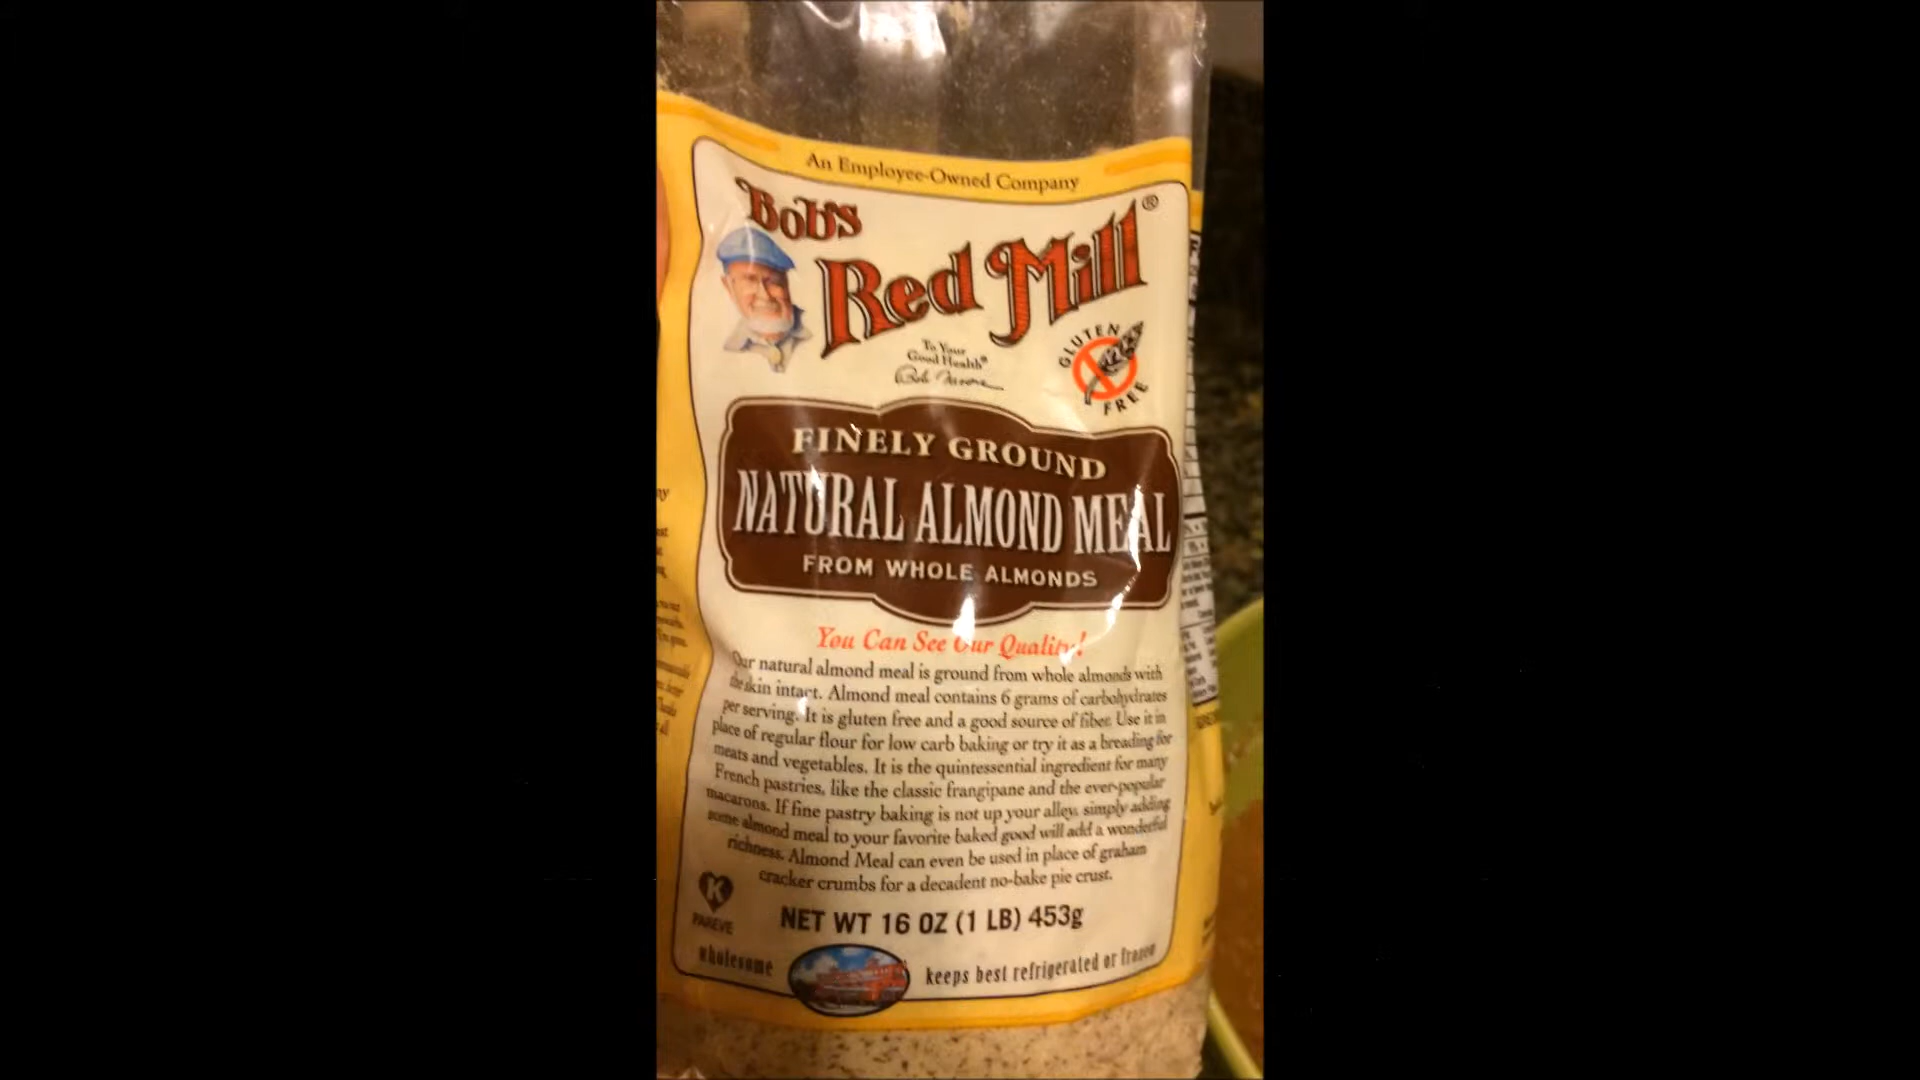 An Employee-Owned Company
Bob's
Red Mill®
To Your
Good Health®
Bob Moore
GLUTEN
FREE
FINELY GROUND
NATURAL ALMOND MEAL
FROM WHOLE ALMONDS
You Can See Our Quality!
Our natural almond meal is ground from whole almonds with
the skin intact. Almond meal contains 6 grams of carbohydrates
per serving. It is gluten free and a good source of fiber. Use it in
place of regular flour for low carb baking or try it as a breading for
meats and vegetables. It is the quintessential ingredient for many
French pastries, like the classic frangipane and the ever-popular
macarons. If fine pastry baking is not up your alley, simply adding
some almond meal to your favorite baked good will add a wonderful
richness. Almond Meal can even be used in place of graham
cracker crumbs for a decadent no-bake pie crust.
K
PAREVE
NET WT 16 OZ (1 LB) 453g
wholesome
keeps best refrigerated or frozen